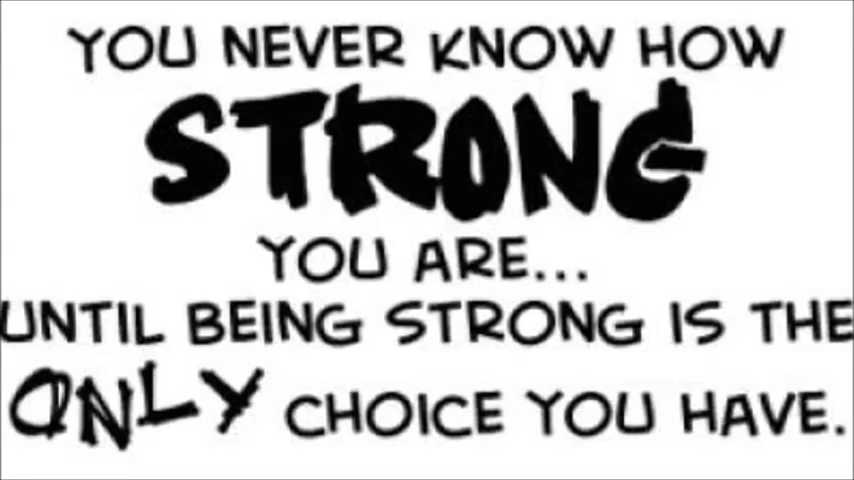 YOU NEVER KNOW HOW
STRONG
YOU ARE...
UNTIL BEING STRONG IS THE
ONLY CHOICE YOU HAVE.